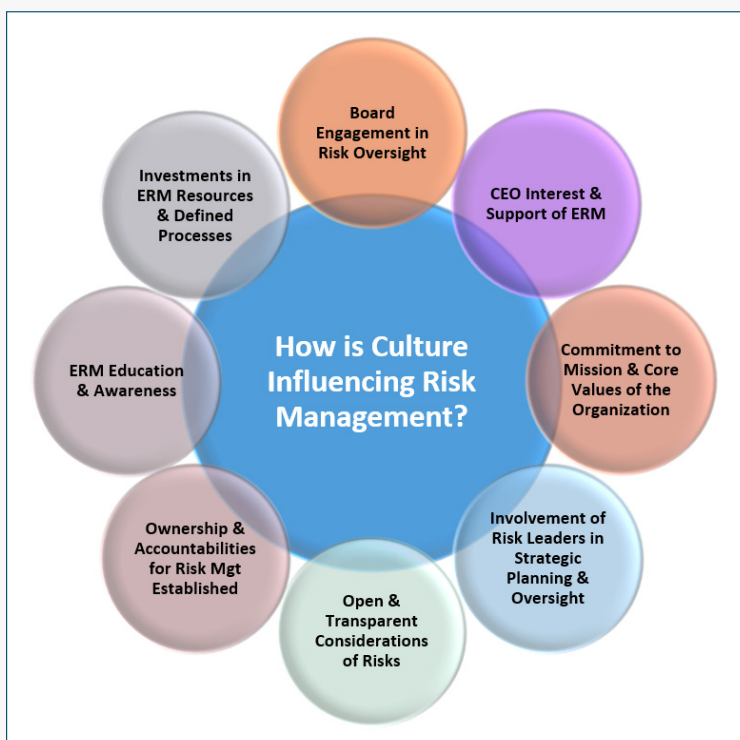 Board
Engagement in
Risk Oversight
CEO Interest &
Support of ERM
Commitment to
Mission & Core
Values of the
Organization
Involvement of
Risk Leaders in
Strategic
Planning &
Oversight
Open &
Transparent
Considerations
of Risks
Ownership &
Accountabilities
for Risk Mgt
Established
ERM Education
& Awareness
Investments in
ERM Resources
& Defined
Processes
How is Culture
Influencing Risk
Management?